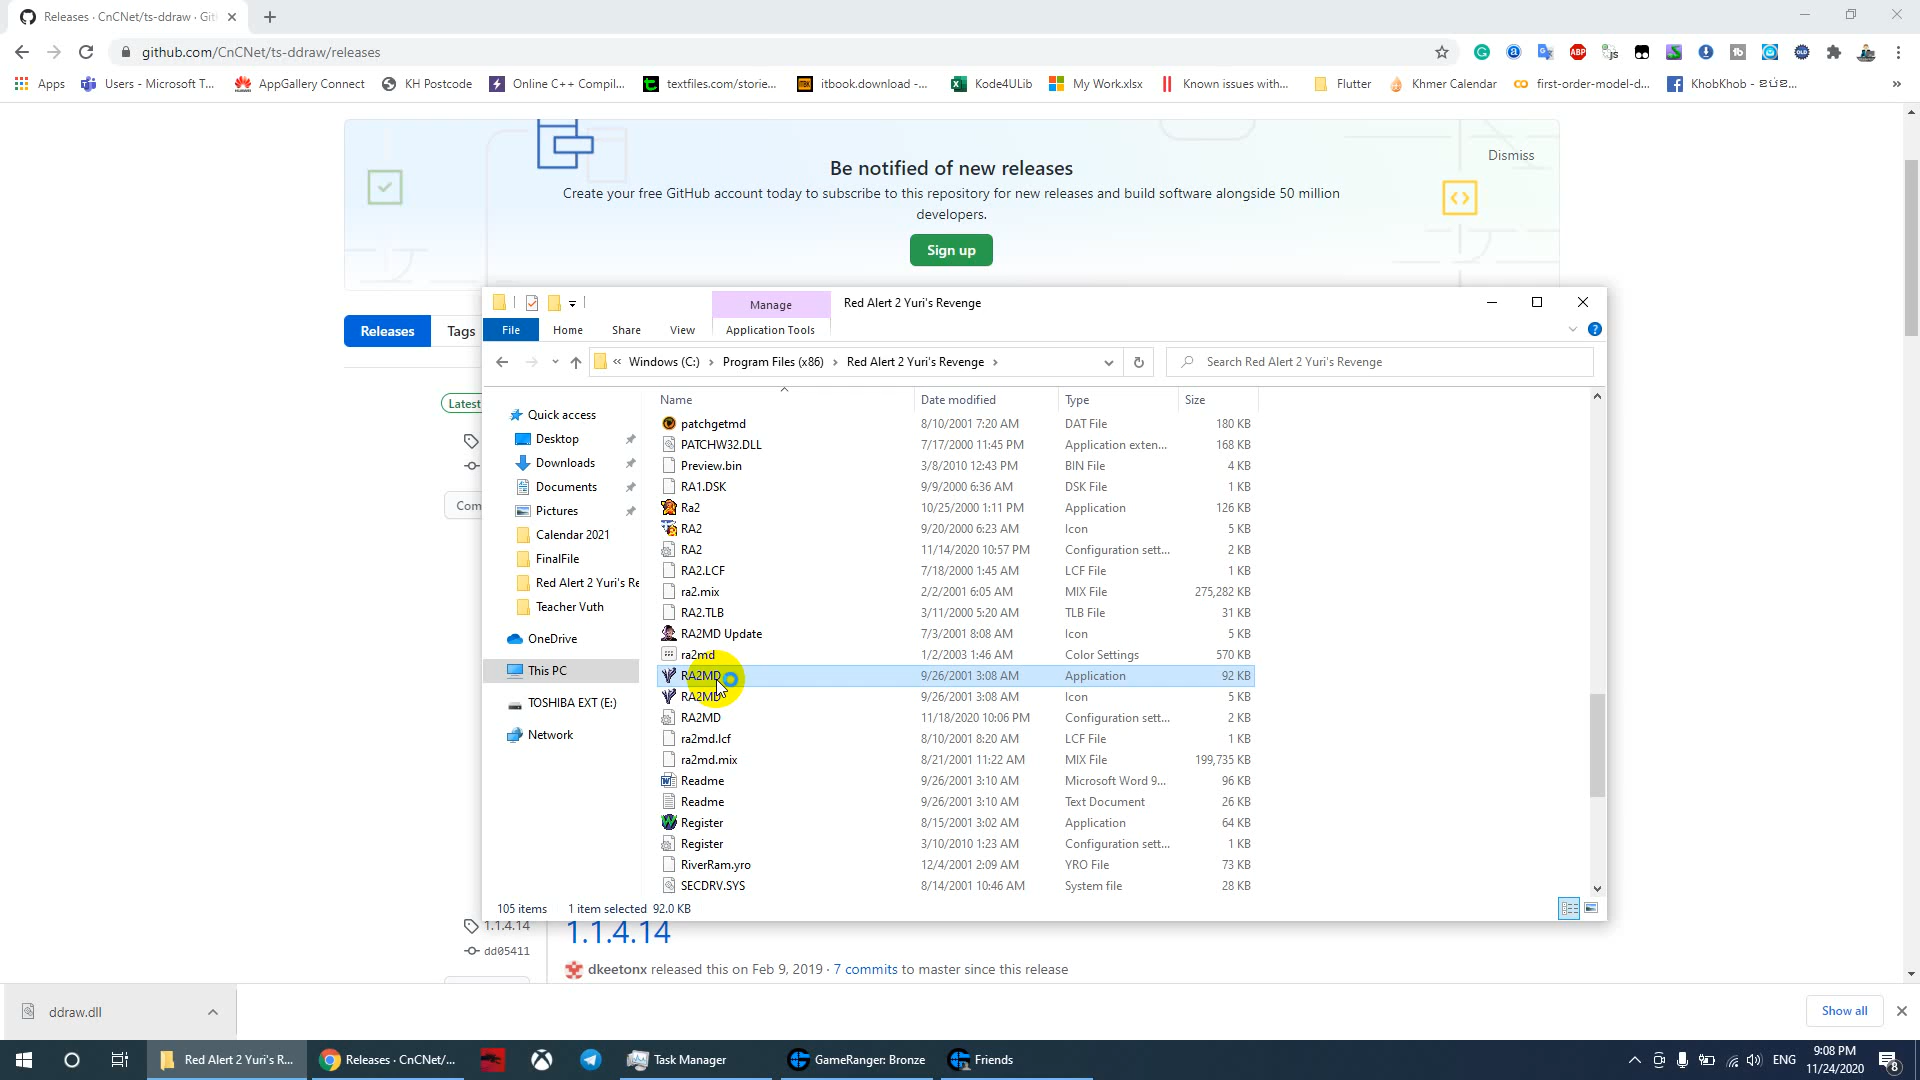 Releases · CnCNet/ts-ddraw · Git
github.com/CnCNet/ts-ddraw/releases
Apps
Users - Microsoft T...
AppGallery Connect
KH Postcode
Online C++ Compil...
textfiles.com/storie...
itbook.download -...
Kode4ULib
My Work.xlsx
Known issues with...
Flutter
Khmer Calendar
first-order-model-d...
KhobKhob -
»
Be notified of new releases
Dismiss
Create your free GitHub account today to subscribe to this repository for new releases and build software alongside 50 million
developers.
Sign up
Releases
Tags
Latest
Com
Manage
Red Alert 2 Yuri's Revenge
File
Home
Share
View
Application Tools
« Windows (C:) › Program Files (x86) › Red Alert 2 Yuri's Revenge ›
Search Red Alert 2 Yuri's Revenge
Quick access
Desktop
Downloads
Documents
Pictures
Calendar 2021
FinalFile
Red Alert 2 Yuri's Re
Teacher Vuth
OneDrive
This PC
TOSHIBA EXT (E:)
Network
Name Date modified Type Size
patchgetmd 8/10/2001 7:20 AM DAT File 180 KB
PATCHW32.DLL 7/17/2000 11:45 PM Application exten... 168 KB
Preview.bin 3/8/2010 12:43 PM BIN File 4 KB
RA1.DSK 9/9/2000 6:36 AM DSK File 1 KB
Ra2 10/25/2000 1:11 PM Application 126 KB
RA2 9/20/2000 6:23 AM Icon 5 KB
RA2 11/14/2020 10:57 PM Configuration sett... 2 KB
RA2.LCF 7/18/2000 1:45 AM LCF File 1 KB
ra2.mix 2/2/2001 6:05 AM MIX File 275,282 KB
RA2.TLB 3/11/2000 5:20 AM TLB File 31 KB
RA2MD Update 7/3/2001 8:08 AM Icon 5 KB
ra2md 1/2/2003 1:46 AM Color Settings 570 KB
RA2MD 9/26/2001 3:08 AM Application 92 KB
RA2MD 9/26/2001 3:08 AM Icon 5 KB
RA2MD 11/18/2020 10:06 PM Configuration sett... 2 KB
ra2md.lcf 8/10/2001 8:20 AM LCF File 1 KB
ra2md.mix 8/21/2001 11:22 AM MIX File 199,735 KB
Readme 9/26/2001 3:10 AM Microsoft Word 9... 96 KB
Readme 9/26/2001 3:10 AM Text Document 26 KB
Register 8/15/2001 3:02 AM Application 64 KB
Register 3/10/2010 1:23 AM Configuration sett... 1 KB
RiverRam.yro 12/4/2001 2:09 AM YRO File 73 KB
SECDRV.SYS 8/14/2001 10:46 AM System file 28 KB
105 items 1 item selected 92.0 KB
1.1.4.14
1.1.4.14
dd05411
dkeetonx released this on Feb 9, 2019 · 7 commits to master since this release
ddraw.dll
Show all
Red Alert 2 Yuri's R...
Releases · CnCNet/...
Task Manager
GameRanger: Bronze
Friends
ENG
9:08 PM
11/24/2020
8